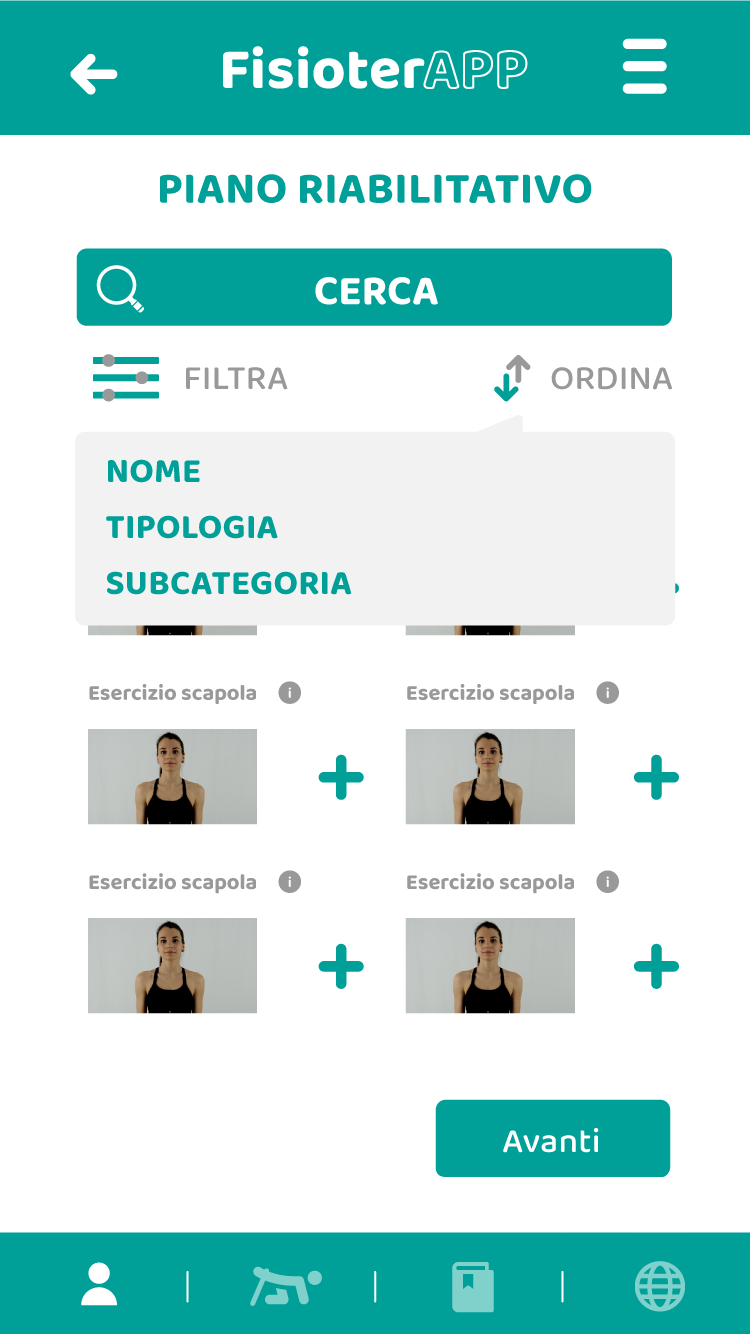 FisioterAPP
PIANO RIABILITATIVO
CERCA
FILTRA ORDINA
NOME
TIPOLOGIA
SUBCATEGORIA
Esercizio scapola i Esercizio scapola i
Esercizio scapola i Esercizio scapola i
Avanti